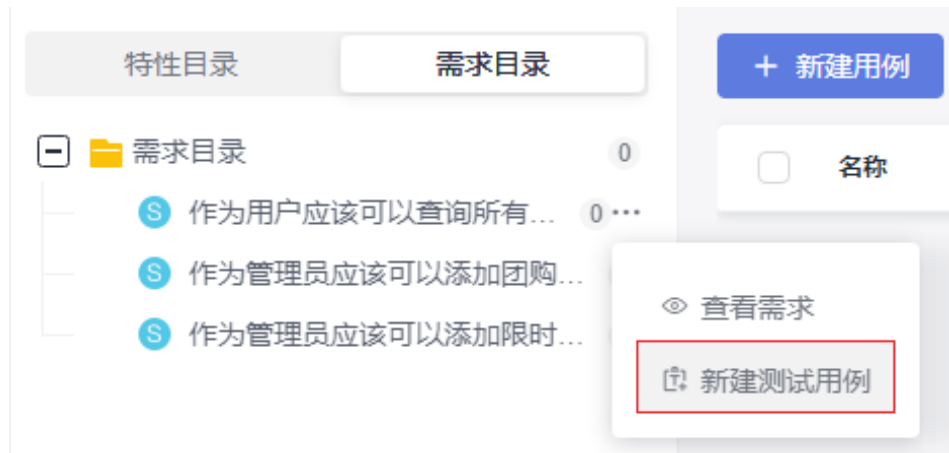 特性目录 需求目录
+ 新建用例
需求目录 0
名称
S 作为用户应该可以查询所有... 0 ...
S 作为管理员应该可以添加团购...
S 作为管理员应该可以添加限时...
查看需求
新建测试用例